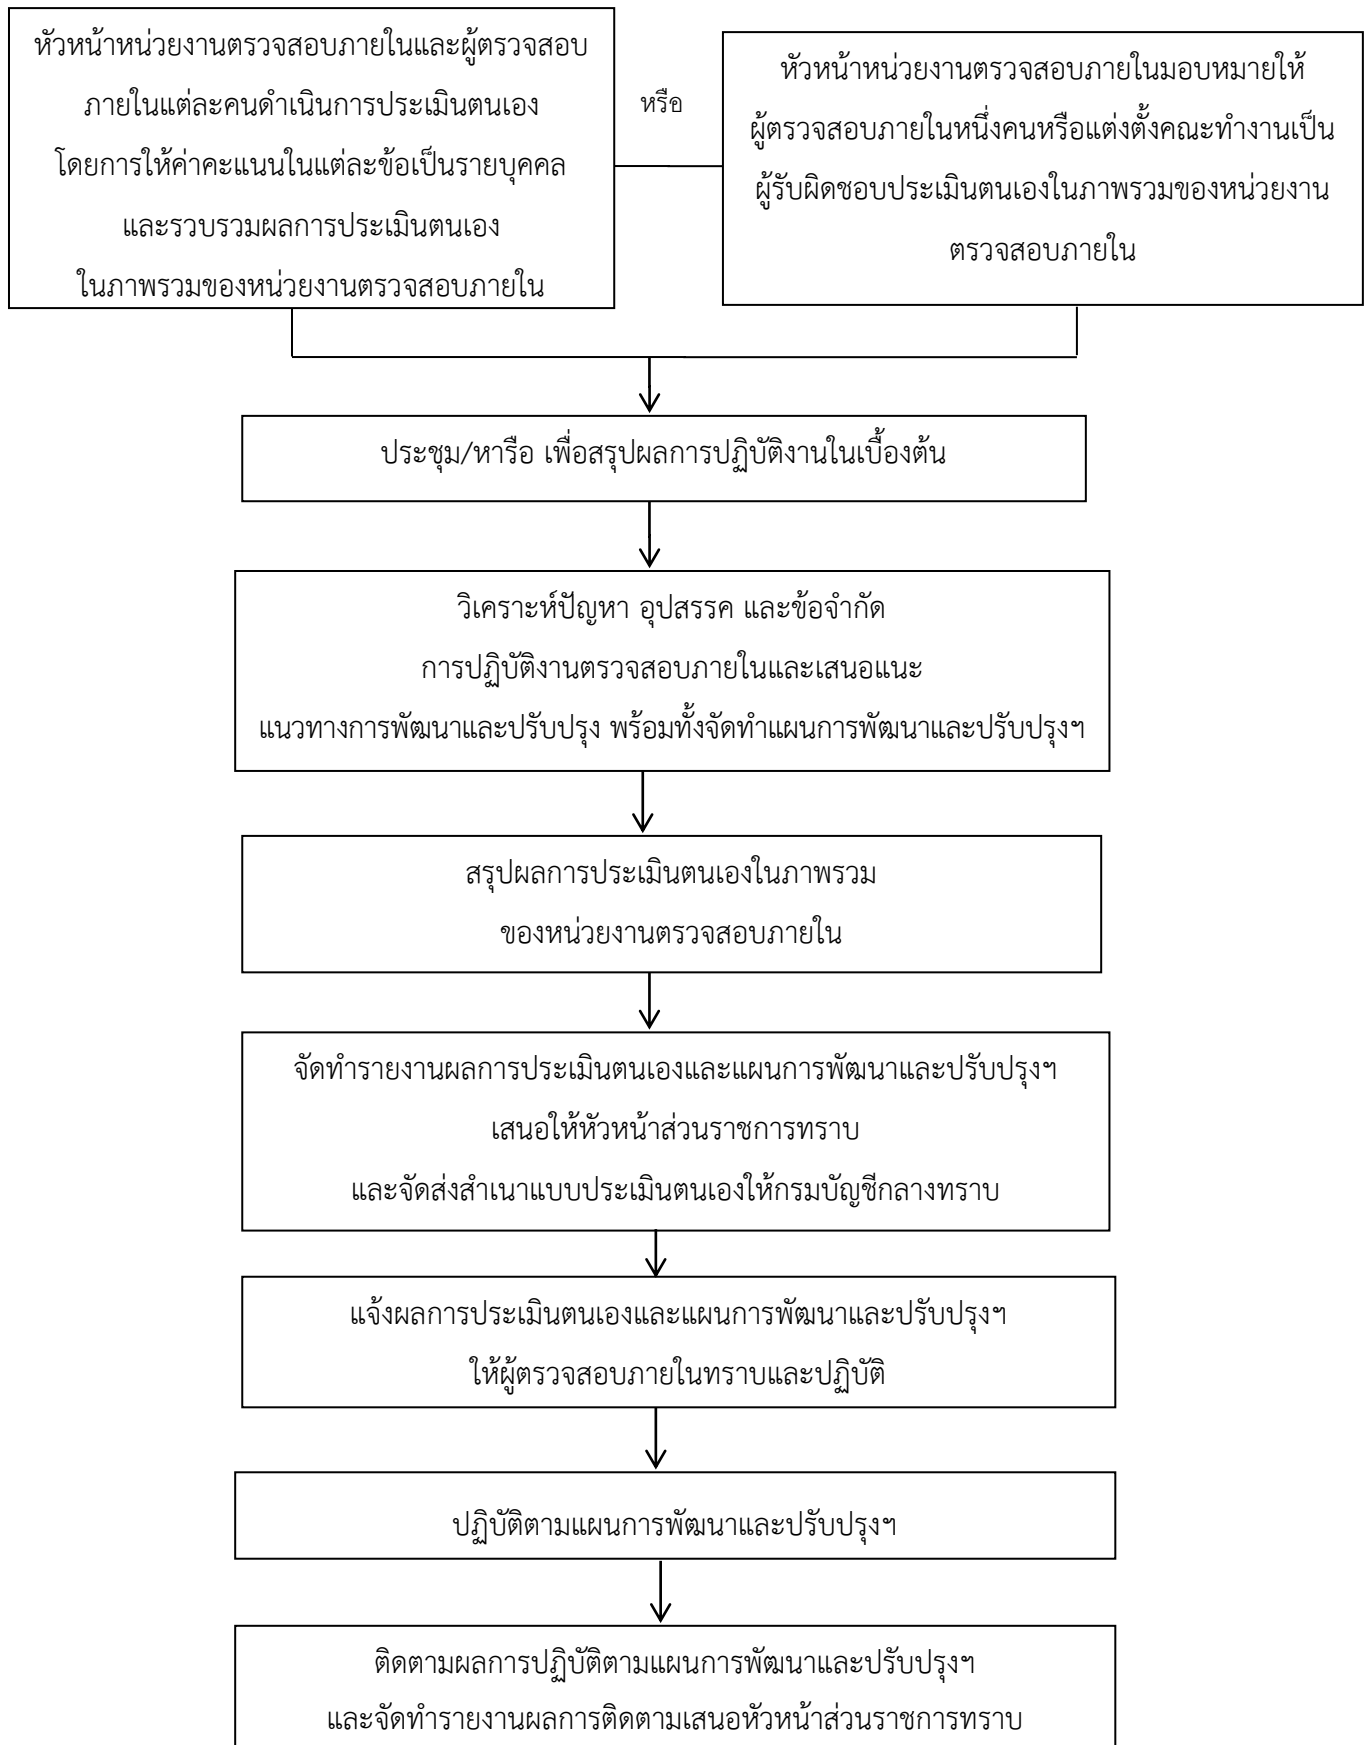 หัวหน้าหน่วยงานตรวจสอบภายในและผู้ตรวจสอบ
ภายในแต่ละคนดำเนินการประเมินตนเอง
โดยการให้ค่าคะแนนในแต่ละข้อเป็นรายบุคคล
และรวบรวมผลการประเมินตนเอง
ในภาพรวมของหน่วยงานตรวจสอบภายใน
หรือ
หัวหน้าหน่วยงานตรวจสอบภายในมอบหมายให้
ผู้ตรวจสอบภายในหนึ่งคนหรือแต่งตั้งคณะทำงานเป็น
ผู้รับผิดชอบประเมินตนเองในภาพรวมของหน่วยงาน
ตรวจสอบภายใน
ประชุม/หารือ เพื่อสรุปผลการปฏิบัติงานในเบื้องต้น
วิเคราะห์ปัญหา อุปสรรค และข้อจำกัด
การปฏิบัติงานตรวจสอบภายในและเสนอแนะ
แนวทางการพัฒนาและปรับปรุง พร้อมทั้งจัดทำแผนการพัฒนาและปรับปรุงฯ
สรุปผลการประเมินตนเองในภาพรวม
ของหน่วยงานตรวจสอบภายใน
จัดทำรายงานผลการประเมินตนเองและแผนการพัฒนาและปรับปรุงฯ
เสนอให้หัวหน้าส่วนราชการทราบ
และจัดส่งสำเนาแบบประเมินตนเองให้กรมบัญชีกลางทราบ
แจ้งผลการประเมินตนเองและแผนการพัฒนาและปรับปรุงฯ
ให้ผู้ตรวจสอบภายในทราบและปฏิบัติ
ปฏิบัติตามแผนการพัฒนาและปรับปรุงฯ
ติดตามผลการปฏิบัติตามแผนการพัฒนาและปรับปรุงฯ
และจัดทำรายงานผลการติดตามเสนอหัวหน้าส่วนราชการทราบ